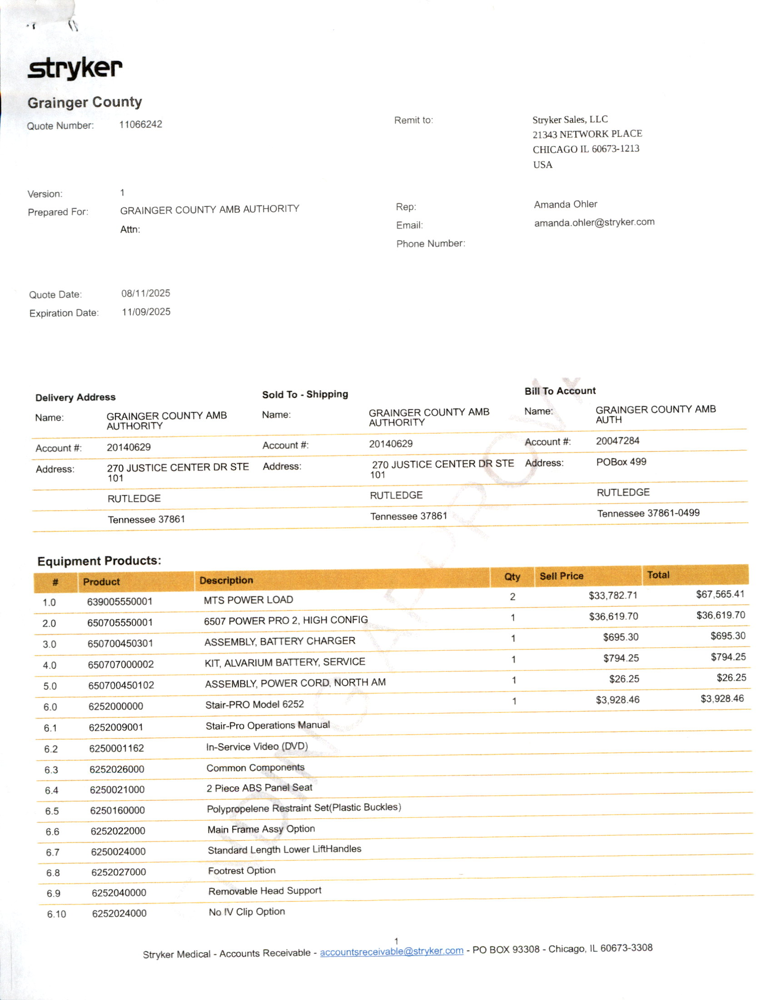 stryker
Grainger County
Quote Number: 11066242
Remit to: Stryker Sales, LLC
21343 NETWORK PLACE
CHICAGO IL 60673-1213
USA
Version: 1
Prepared For: GRAINGER COUNTY AMB AUTHORITY
Attn:
Rep: Amanda Ohler
Email: amanda.ohler@stryker.com
Phone Number:
Quote Date: 08/11/2025
Expiration Date: 11/09/2025
Delivery Address Sold To - Shipping Bill To Account
Name: GRAINGER COUNTY AMB Name: GRAINGER COUNTY AMB Name: GRAINGER COUNTY AMB
AUTHORITY AUTHORITY AUTH
Account #: 20140629 Account #: 20140629 Account #: 20047284
Address: 270 JUSTICE CENTER DR STE Address: 270 JUSTICE CENTER DR STE Address: POBox 499
101 101
RUTLEDGE RUTLEDGE RUTLEDGE
Tennessee 37861 Tennessee 37861 Tennessee 37861-0499
Equipment Products:
# Product Description Qty Sell Price Total
1.0 639005550001 MTS POWER LOAD 2 $33,782.71 $67,565.41
2.0 650705550001 6507 POWER PRO 2, HIGH CONFIG 1 $36,619.70 $36,619.70
3.0 650700450301 ASSEMBLY, BATTERY CHARGER 1 $695.30 $695.30
4.0 650707000002 KIT, ALVARIUM BATTERY, SERVICE 1 $794.25 $794.25
5.0 650700450102 ASSEMBLY, POWER CORD, NORTH AM 1 $26.25 $26.25
6.0 6252000000 Stair-PRO Model 6252 1 $3,928.46 $3,928.46
6.1 6252009001 Stair-Pro Operations Manual
6.2 6250001162 In-Service Video (DVD)
6.3 6252026000 Common Components
6.4 6250021000 2 Piece ABS Panel Seat
6.5 6250160000 Polypropelene Restraint Set(Plastic Buckles)
6.6 6252022000 Main Frame Assy Option
6.7 6250024000 Standard Length Lower LiftHandles
6.8 6252027000 Footrest Option
6.9 6252040000 Removable Head Support
6.10 6252024000 No IV Clip Option
1
Stryker Medical - Accounts Receivable - accountsreceivable@stryker.com - PO BOX 93308 - Chicago, IL 60673-3308